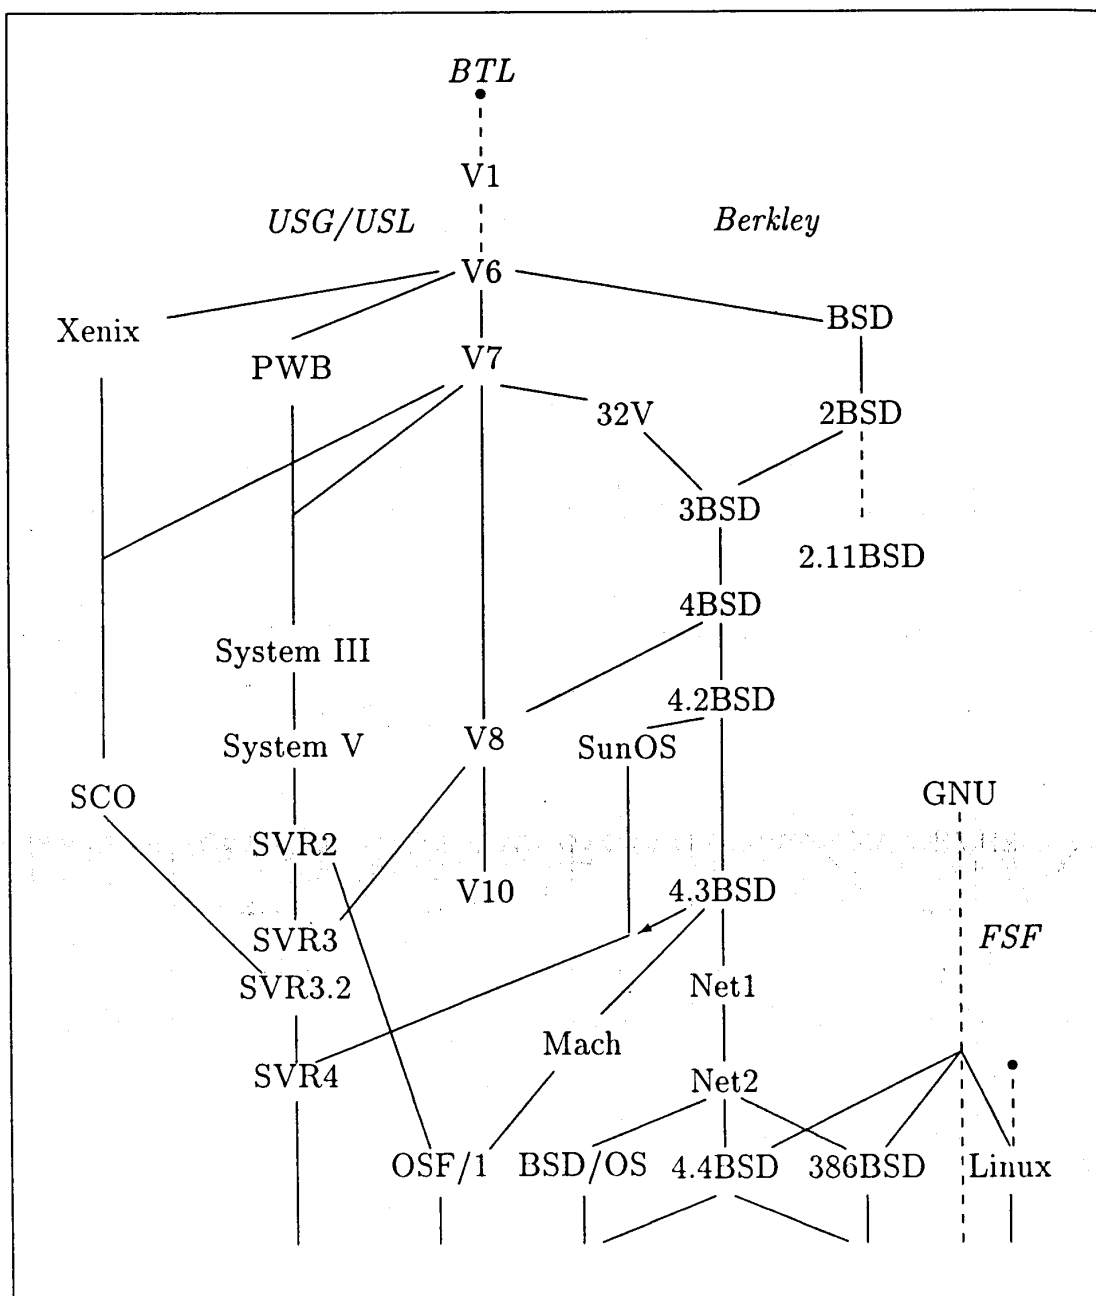 BTL
V1
USG/USL
Berkley
V6
Xenix
BSD
PWB
V7
32V
2BSD
3BSD
2.11BSD
4BSD
System III
4.2BSD
System V
V8
SunOS
SCO
GNU
SVR2
V10
4.3BSD
SVR3
FSF
SVR3.2
Net1
Mach
SVR4
Net2
OSF/1
BSD/OS
4.4BSD
386BSD
Linux